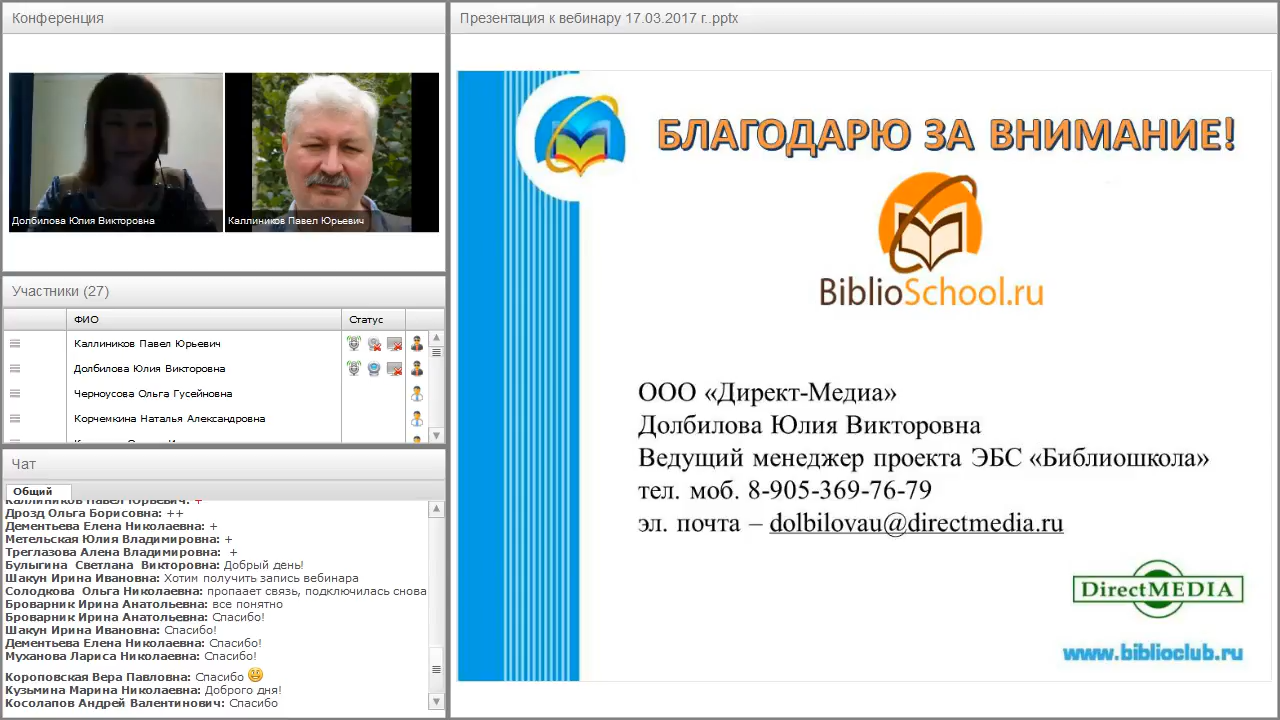 Конференция
Долбилова Юлия Викторовна
Каллиников Павел Юрьевич
Участники (27)
ФИО
Статус
Каллиников Павел Юрьевич
Долбилова Юлия Викторовна
Черноусова Ольга Гусейновна
Корчемкина Наталья Александровна
Чат
Общий
Каллиников Павел Юрьевич: +
Дрозд Ольга Борисовна: ++
Дементьева Елена Николаевна: +
Метельская Юлия Владимировна: +
Треглазова Алена Владимировна: +
Булыгина Светлана Викторовна: Добрый день!
Шакун Ирина Ивановна: Хотим получить запись вебинара
Солодкова Ольга Николаевна: пропаает связь, подключилась снова
Броварник Ирина Анатольевна: все понятно
Броварник Ирина Анатольевна: Спасибо!
Шакун Ирина Ивановна: Спасибо!
Дементьева Елена Николаевна: Спасибо!
Муханова Лариса Николаевна: Спасибо!
Короповская Вера Павловна: Спасибо
Кузьмина Марина Николаевна: Доброго дня!
Косолапов Андрей Валентинович: Спасибо
Презентация к вебинару 17.03.2017 г..pptx
БЛАГОДАРЮ ЗА ВНИМАНИЕ!
BiblioSchool.ru
ООО «Директ-Медиа»
Долбилова Юлия Викторовна
Ведущий менеджер проекта ЭБС «Библиошкола»
тел. моб. 8-905-369-76-79
эл. почта – dolbilovau@directmedia.ru
DirectMEDIA
www.biblioclub.ru